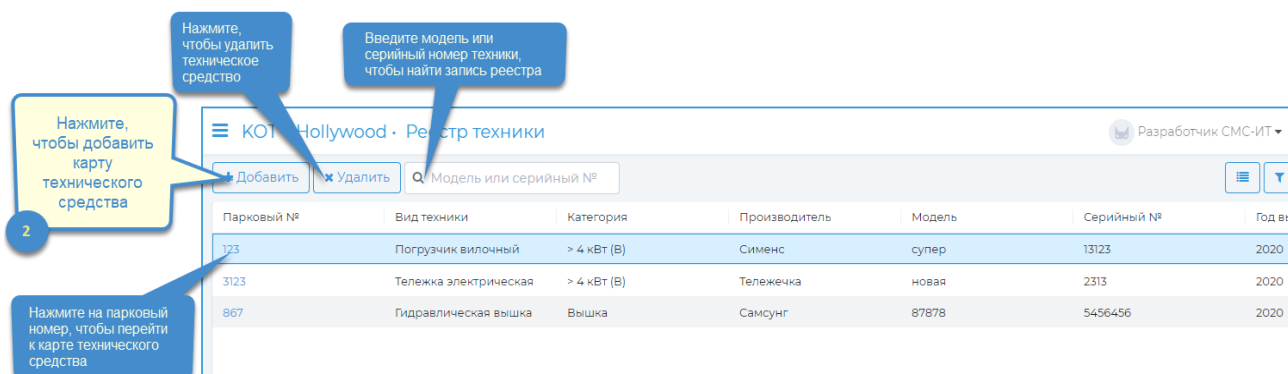 Нажмите,
чтобы удалить
техническое
средство
Введите модель или
серийный номер техники,
чтобы найти запись реестра
Нажмите,
чтобы добавить
карту
технического
средства
2
Hollywood • Реестр техники
Разработчик СМС-ИТ
Добавить
Удалить
Модель или серийный №
Парковый № Вид техники Категория Производитель Модель Серийный №
123 Погрузчик вилочный > 4 кВт (В) Сименс супер 13123 2020
3123 Тележка электрическая > 4 кВт (В) Тележечка новая 2313 2020
867 Гидравлическая вышка Вышка Самсунг 87878 5456456 2020
Нажмите на парковый
номер, чтобы перейти
к карте технического
средства